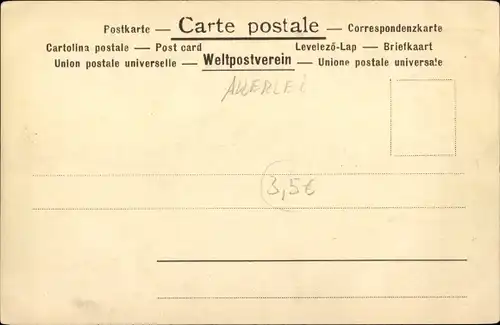 Postkarte — Carte postale — Correspondenzkarte
Cartolina postale — Post card Levelező-Lap — Briefkaart
Union postale universelle — Weltpostverein — Unione postale universale
ALLERLEI
3,5€